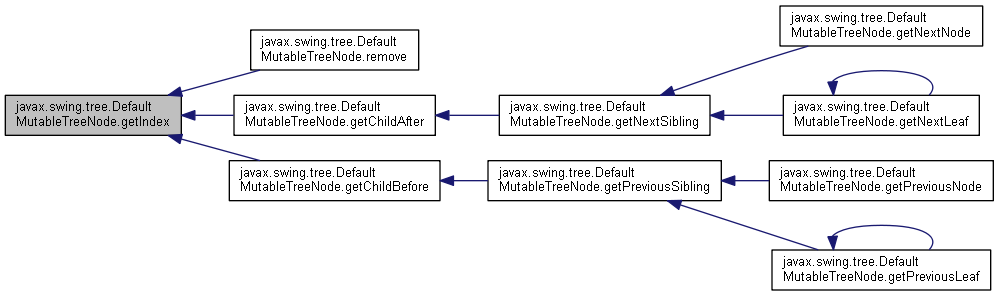 javax.swing.tree.Default
MutableTreeNode.getIndex
javax.swing.tree.Default
MutableTreeNode.remove
javax.swing.tree.Default
MutableTreeNode.getChildAfter
javax.swing.tree.Default
MutableTreeNode.getChildBefore
javax.swing.tree.Default
MutableTreeNode.getNextSibling
javax.swing.tree.Default
MutableTreeNode.getPreviousSibling
javax.swing.tree.Default
MutableTreeNode.getNextNode
javax.swing.tree.Default
MutableTreeNode.getNextLeaf
javax.swing.tree.Default
MutableTreeNode.getPreviousNode
javax.swing.tree.Default
MutableTreeNode.getPreviousLeaf